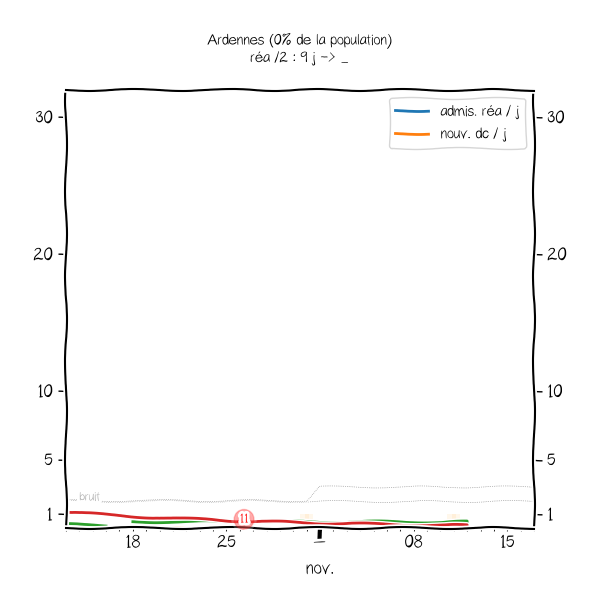 Ardennes (0% de la population)
réa /2 : 9 j -> _
admis. réa / j
nouv. dc / j
30
30
20
20
10
10
5
5
bruit
11
1
1
18
25
08
15
nov.